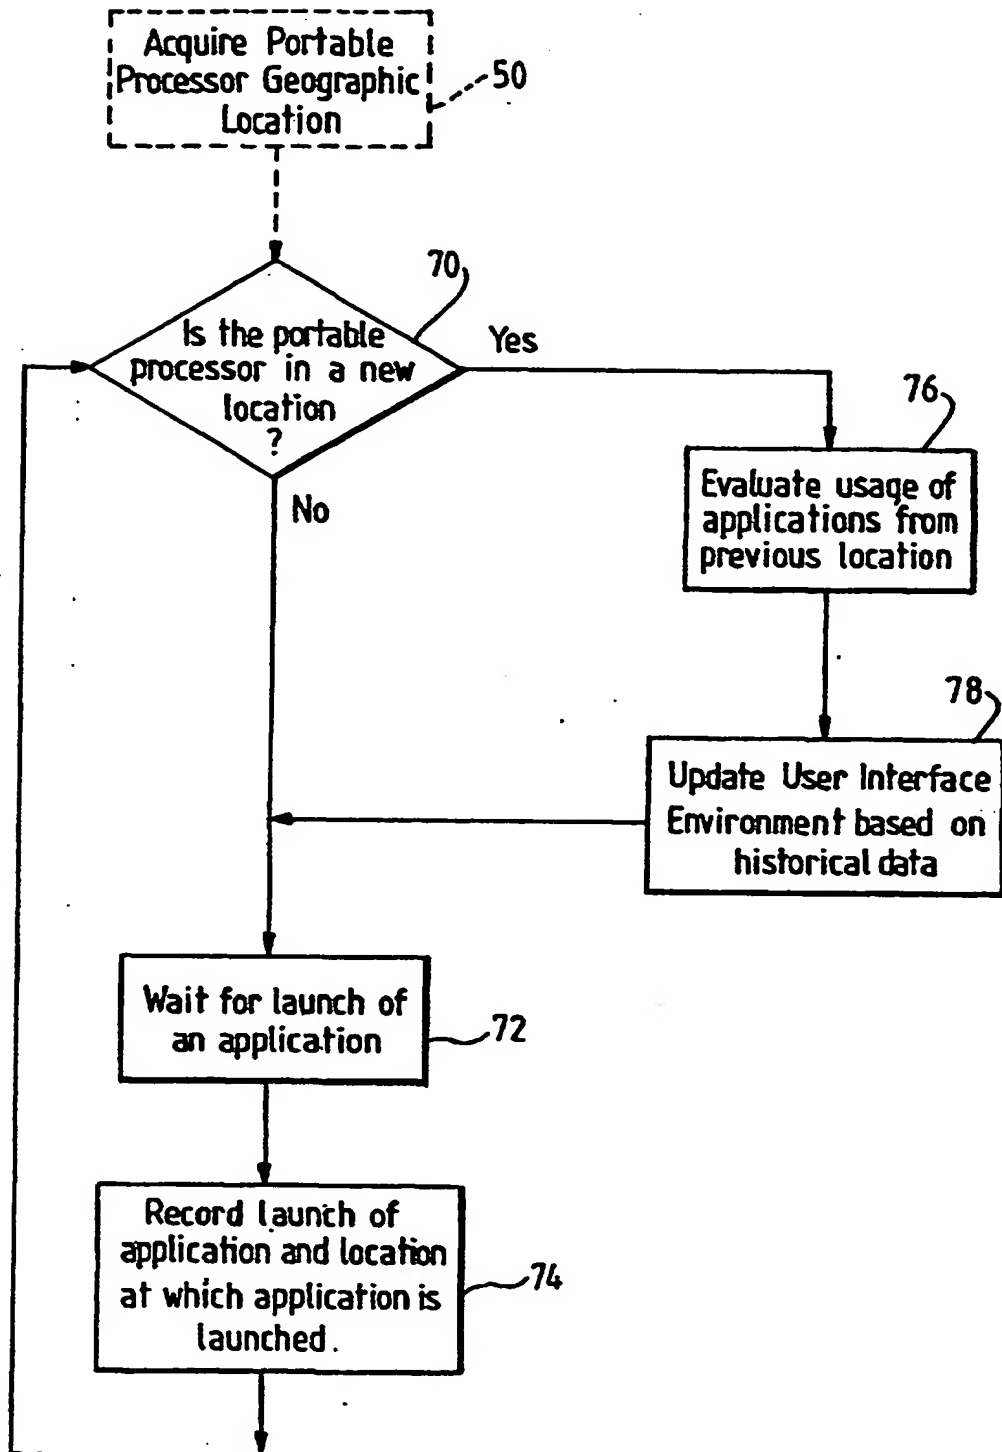 Acquire Portable
Processor Geographic
Location
50
70
Is the portable
processor in a new
location
?
Yes
No
76
Evaluate usage of
applications from
previous location
78
Update User Interface
Environment based on
historical data
Wait for launch of
an application
72
Record launch of
application and location
at which application is
launched.
74